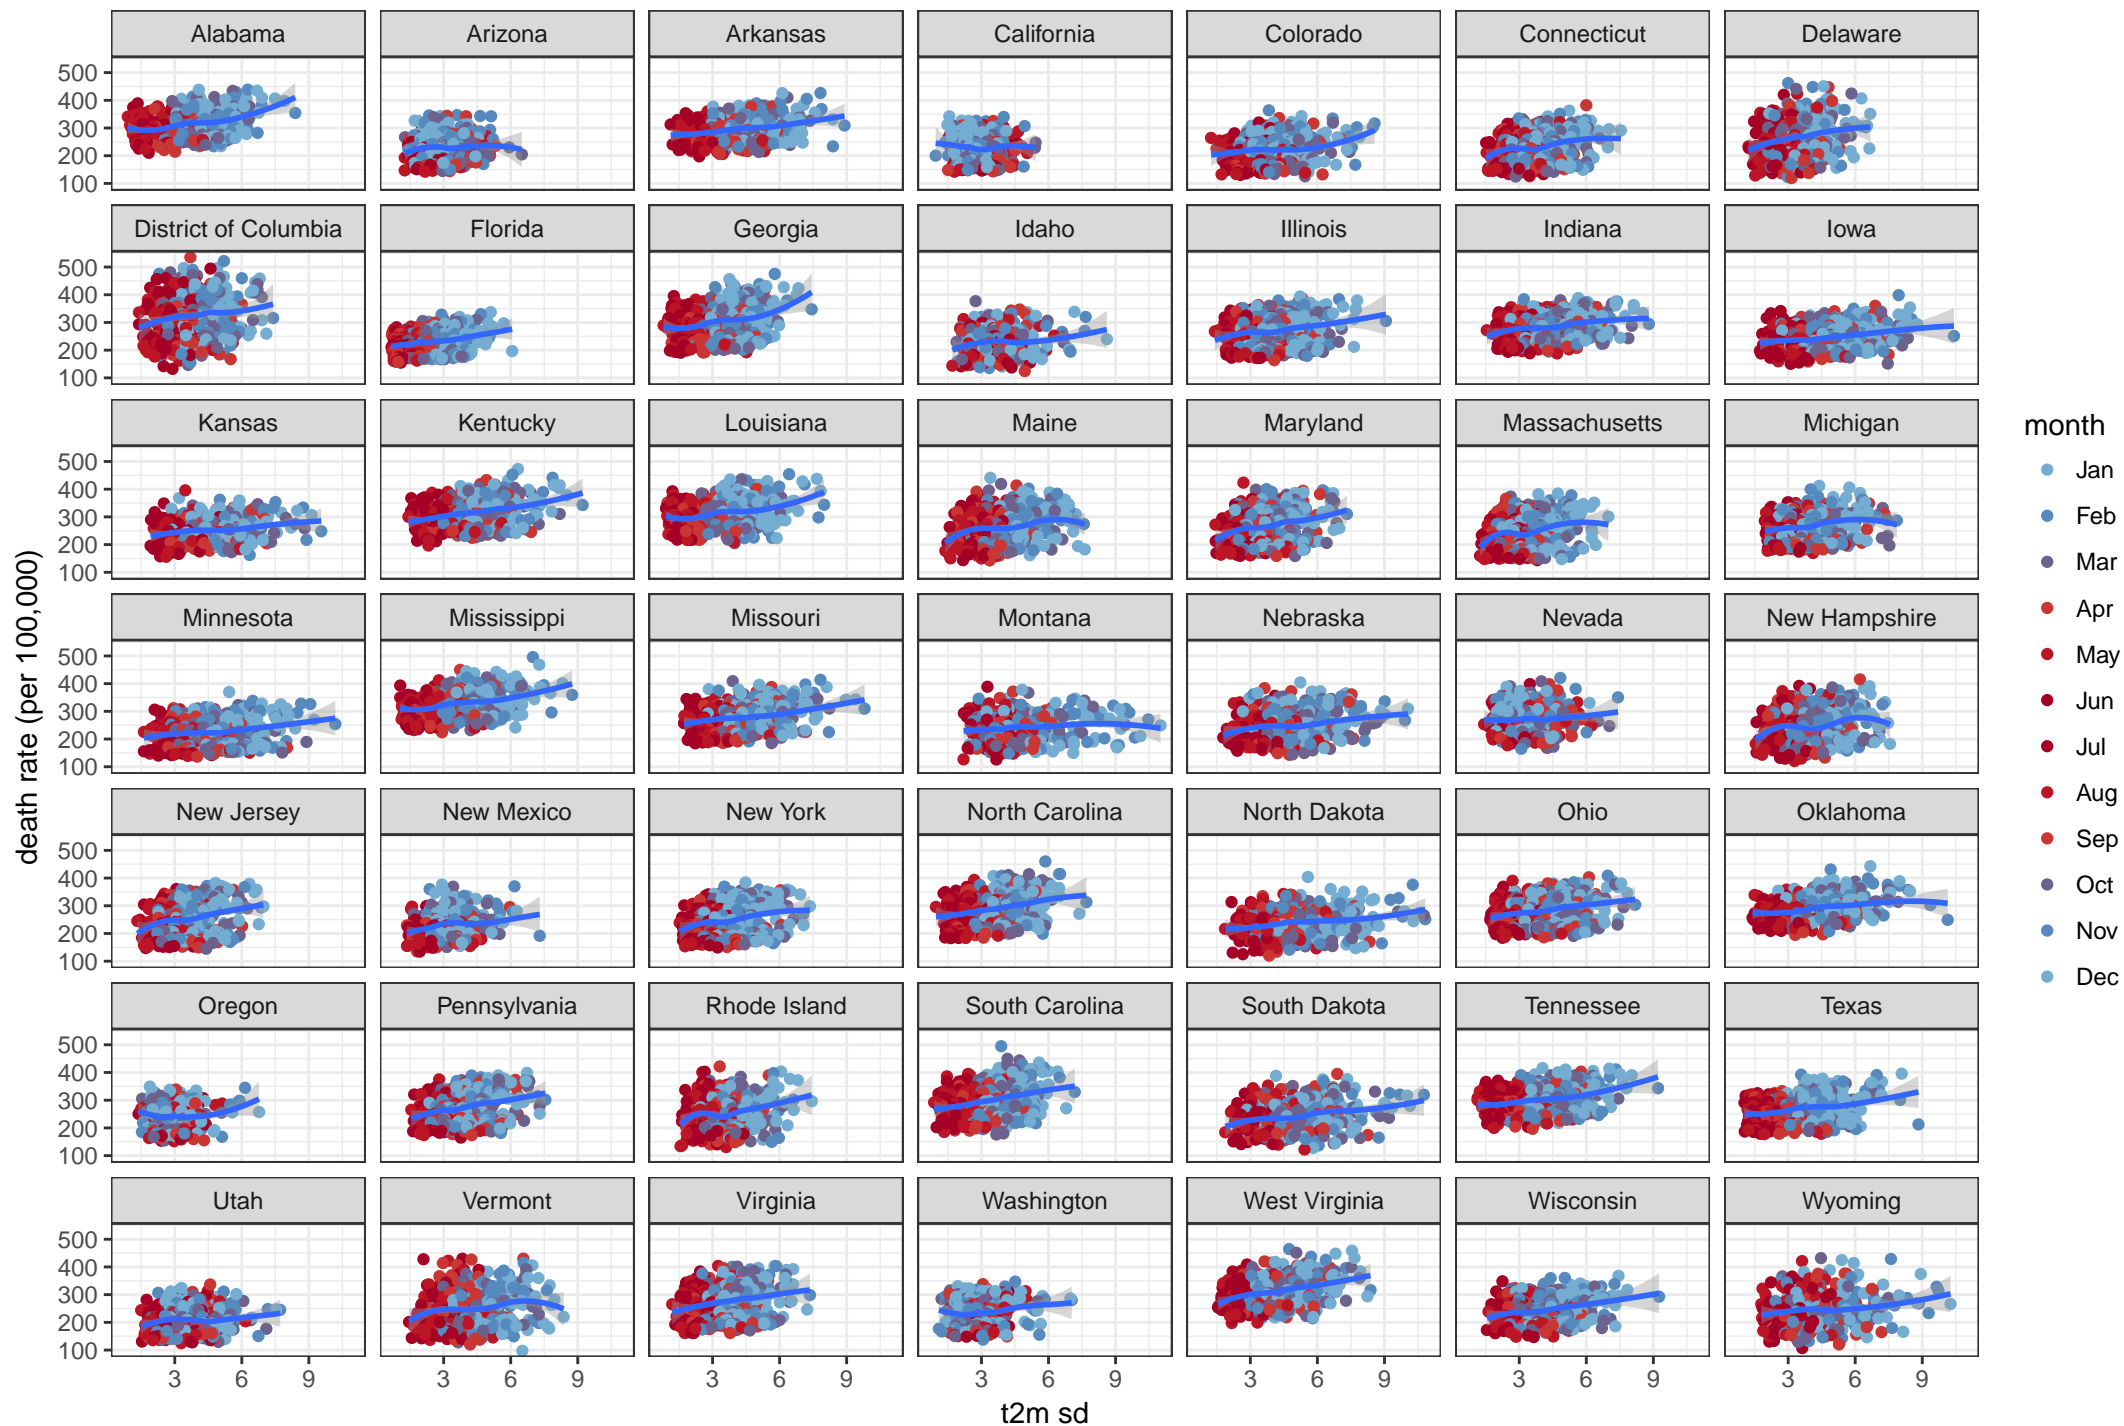 Alabama Arizona Arkansas California Colorado Connecticut Delaware
500
400
300
200
100
District of Columbia Florida Georgia Idaho Illinois Indiana Iowa
500
400
300
200
100
Kansas Kentucky Louisiana Maine Maryland Massachusetts Michigan
500
400
300
200
100
Minnesota Mississippi Missouri Montana Nebraska Nevada New Hampshire
500
400
300
200
100
New Jersey New Mexico New York North Carolina North Dakota Ohio Oklahoma
500
400
300
200
100
Oregon Pennsylvania Rhode Island South Carolina South Dakota Tennessee Texas
500
400
300
200
100
Utah Vermont Virginia Washington West Virginia Wisconsin Wyoming
500
400
300
200
100
3 6 9 3 6 9 3 6 9 3 6 9 3 6 9 3 6 9 3 6 9
t2m sd
death rate (per 100,000)
month
Jan
Feb
Mar
Apr
May
Jun
Jul
Aug
Sep
Oct
Nov
Dec